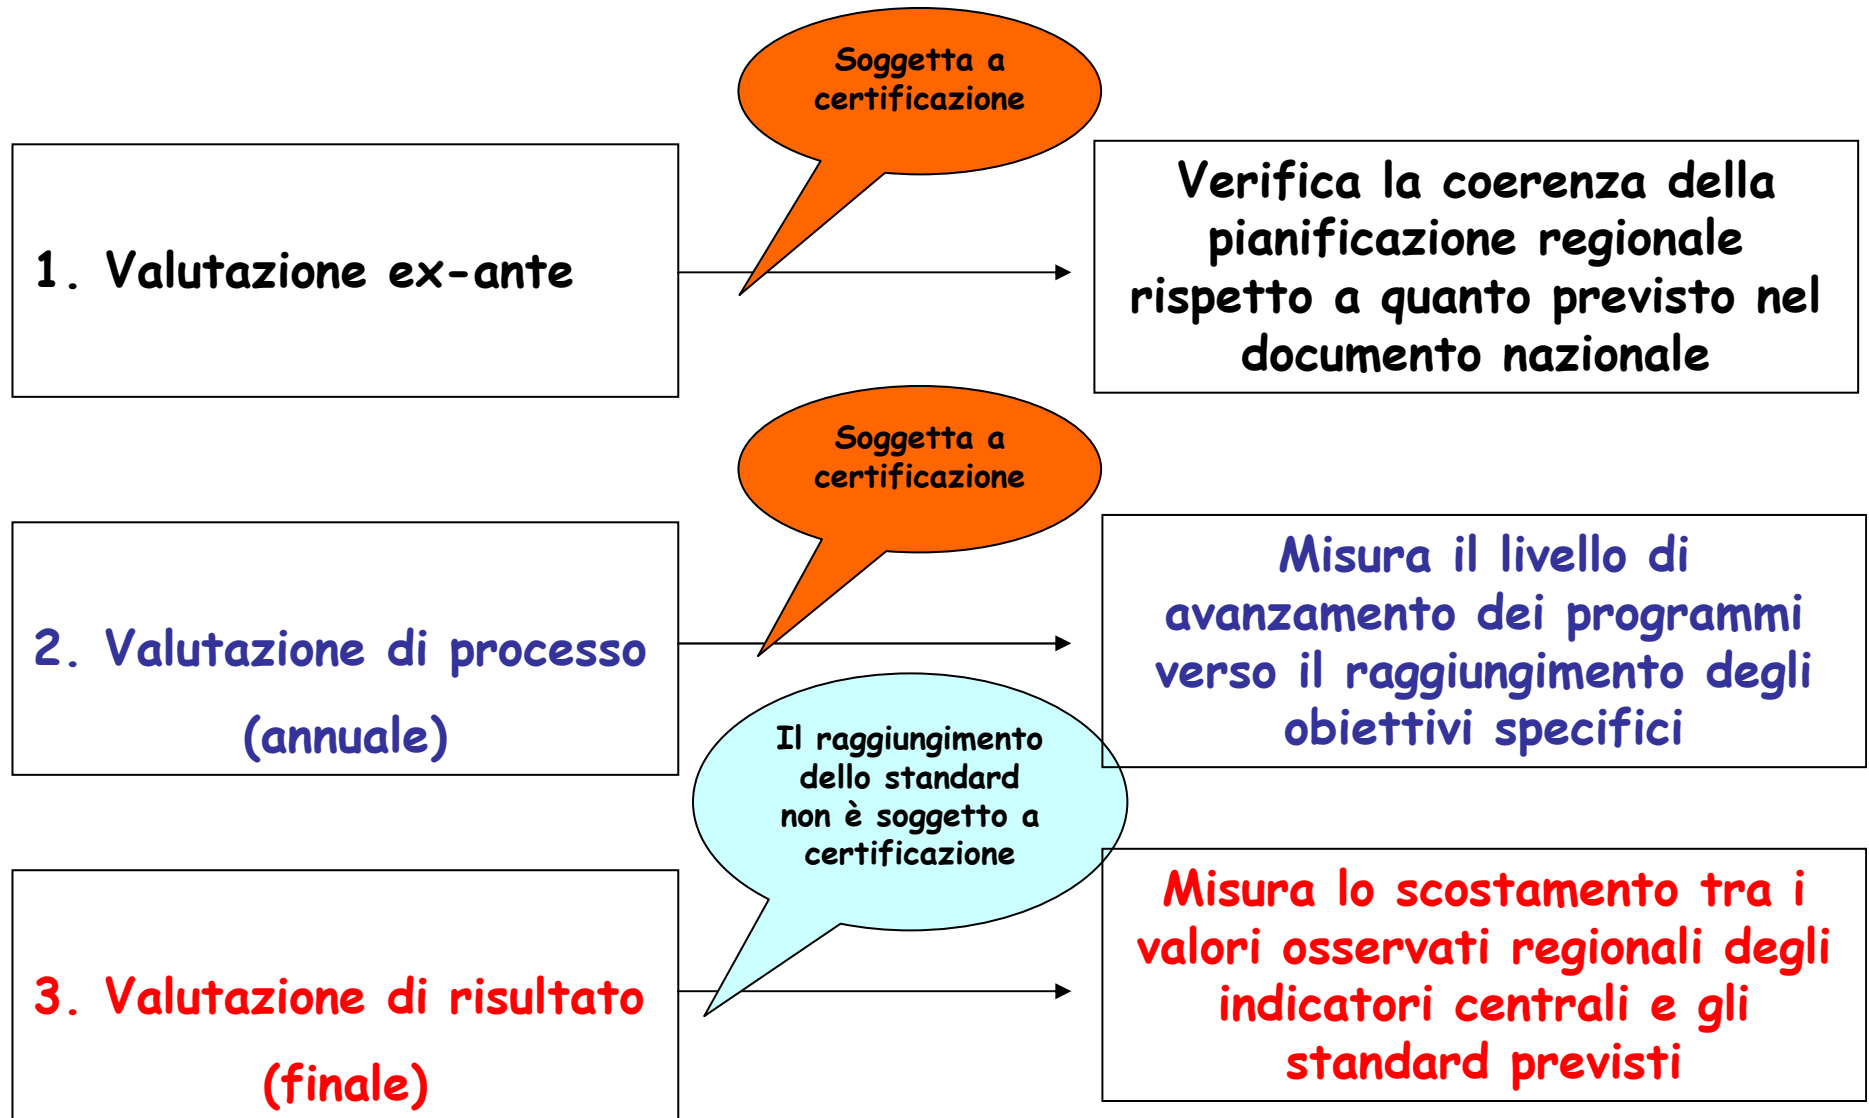 Soggetta a
certificazione
1. Valutazione ex-ante
Verifica la coerenza della
pianificazione regionale
rispetto a quanto previsto nel
documento nazionale
Soggetta a
certificazione
2. Valutazione di processo
(annuale)
Misura il livello di
avanzamento dei programmi
verso il raggiungimento degli
obiettivi specifici
Il raggiungimento
dello standard
non è soggetto a
certificazione
3. Valutazione di risultato
(finale)
Misura lo scostamento tra i
valori osservati regionali degli
indicatori centrali e gli
standard previsti